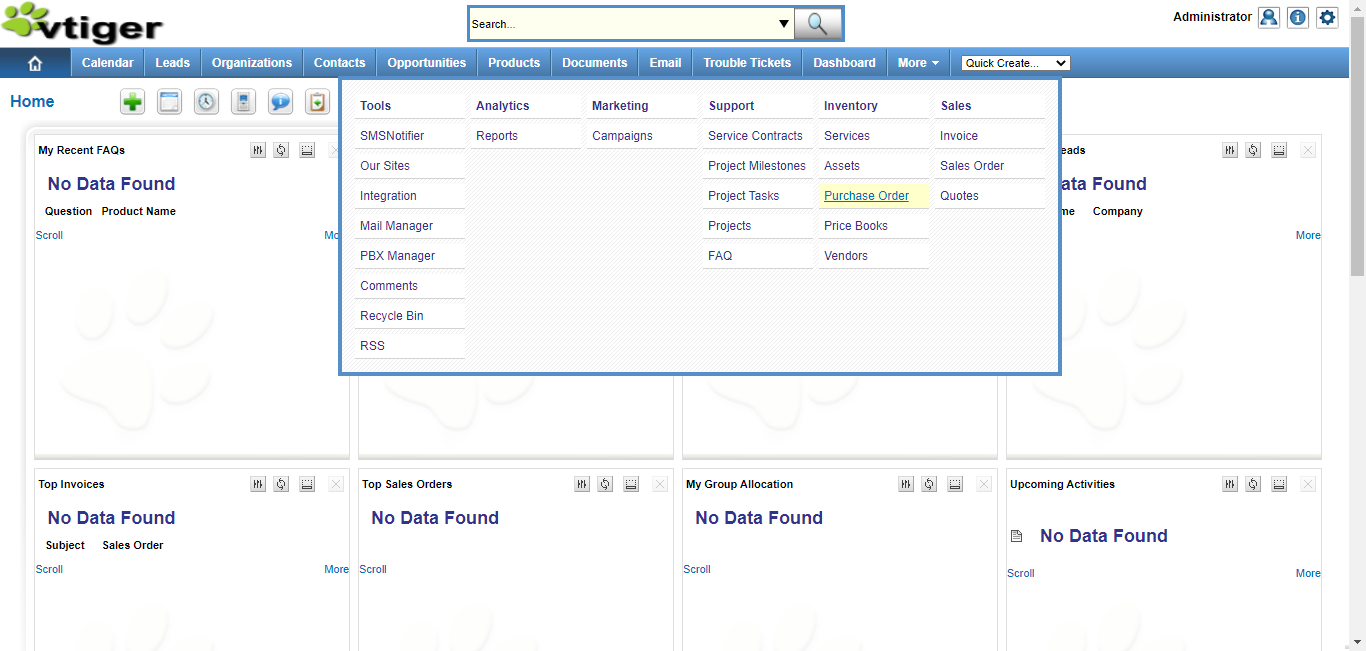 vtiger
Search...
Administrator
Calendar Leads Organizations Contacts Opportunities Products Documents Email Trouble Tickets Dashboard More Quick Create...
Home
Tools Analytics Marketing Support Inventory Sales
SMSNotifier Reports Campaigns Service Contracts Services Invoice
Our Sites Project Milestones Assets Sales Order
Integration Project Tasks Purchase Order Quotes
Mail Manager Projects Price Books
PBX Manager FAQ Vendors
Comments
Recycle Bin
RSS
My Recent FAQs
No Data Found
Question Product Name
Scroll Mo
eads
ata Found
me Company
More
Top Invoices
No Data Found
Subject Sales Order
Scroll More
Top Sales Orders
No Data Found
Scroll
My Group Allocation
No Data Found
Scroll
Upcoming Activities
No Data Found
Scroll More